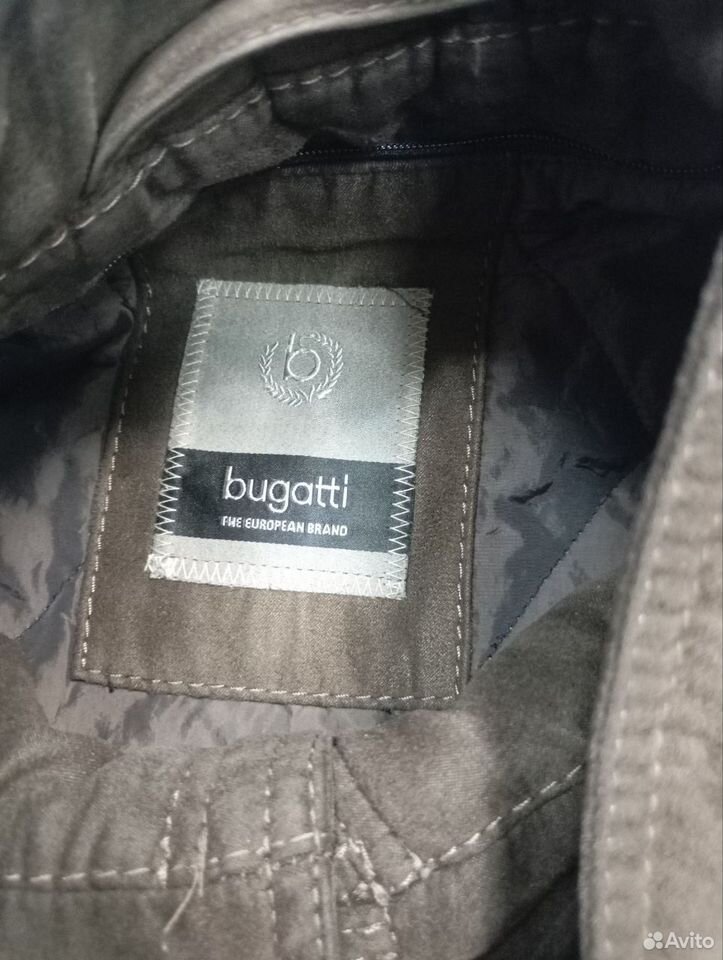 b
bugatti
THE EUROPEAN BRAND
Avito